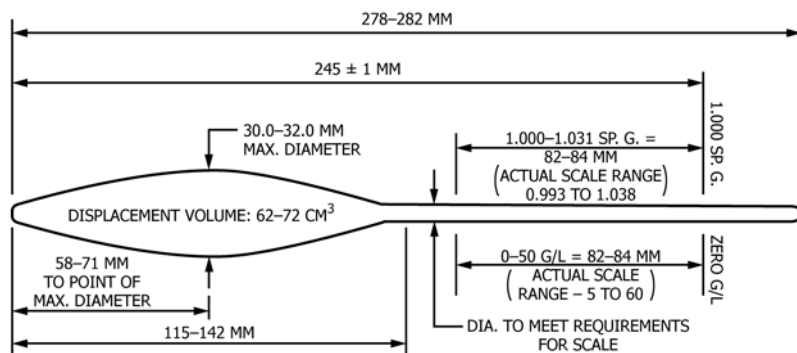 278–282 MM
245 ± 1 MM
30.0–32.0 MM
MAX. DIAMETER
1.000–1.031 SP. G. =
82–84 MM
(ACTUAL SCALE RANGE)
0.993 TO 1.038
1.000 SP. G.
DISPLACEMENT VOLUME: 62–72 CM³
58–71 MM
TO POINT OF
MAX. DIAMETER
0–50 G/L = 82–84 MM
(ACTUAL SCALE
RANGE – 5 TO 60)
ZERO G/L
115–142 MM
DIA. TO MEET REQUIREMENTS
FOR SCALE